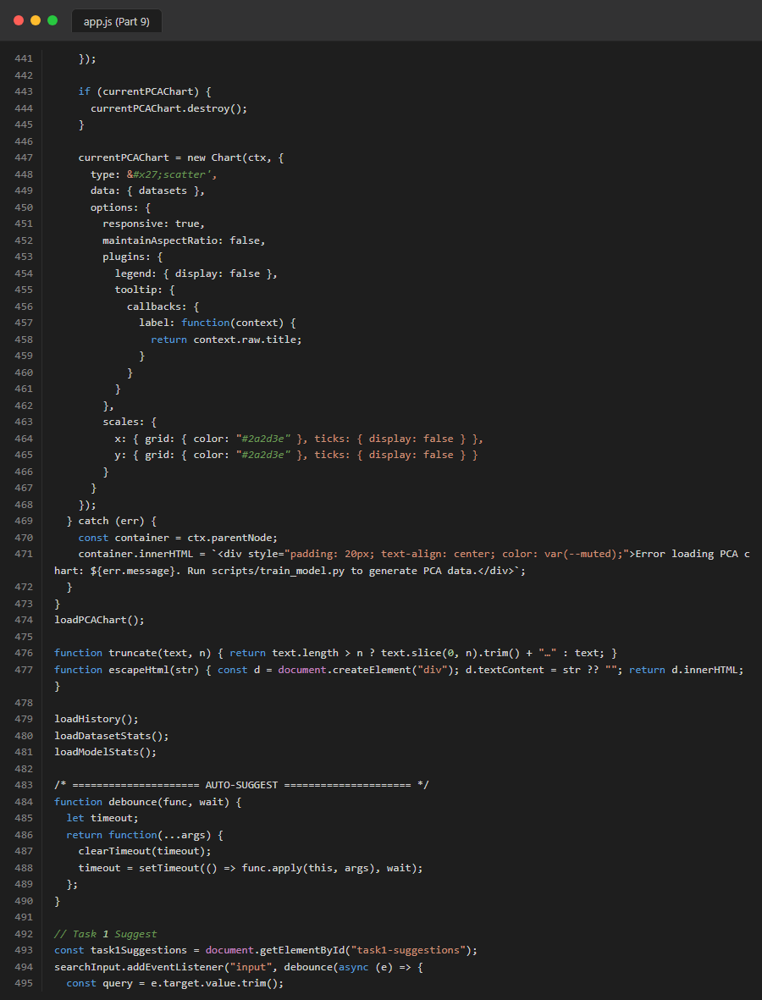 app.js (Part 9)
441     });
442
443     if (currentPCAChart) {
444       currentPCAChart.destroy();
445     }
446
447     currentPCAChart = new Chart(ctx, {
448       type: &#x27;scatter',
449       data: { datasets },
450       options: {
451         responsive: true,
452         maintainAspectRatio: false,
453         plugins: {
454           legend: { display: false },
455           tooltip: {
456             callbacks: {
457               label: function(context) {
458                 return context.raw.title;
459               }
460             }
461           }
462         },
463         scales: {
464           x: { grid: { color: "#2a2d3e" }, ticks: { display: false } },
465           y: { grid: { color: "#2a2d3e" }, ticks: { display: false } }
466         }
467       }
468     });
469   } catch (err) {
470     const container = ctx.parentNode;
471     container.innerHTML = `<div style="padding: 20px; text-align: center; color: var(--muted);">Error loading PCA c
hart: ${err.message}. Run scripts/train_model.py to generate PCA data.</div>`;
472   }
473 }
474 loadPCAChart();
475
476 function truncate(text, n) { return text.length > n ? text.slice(0, n).trim() + "…" : text; }
477 function escapeHtml(str) { const d = document.createElement("div"); d.textContent = str ?? ""; return d.innerHTML;
}
478
479 loadHistory();
480 loadDatasetStats();
481 loadModelStats();
482
483 /* ===================== AUTO-SUGGEST ===================== */
484 function debounce(func, wait) {
485   let timeout;
486   return function(...args) {
487     clearTimeout(timeout);
488     timeout = setTimeout(() => func.apply(this, args), wait);
489   };
490 }
491
492 // Task 1 Suggest
493 const task1Suggestions = document.getElementById("task1-suggestions");
494 searchInput.addEventListener("input", debounce(async (e) => {
495   const query = e.target.value.trim();